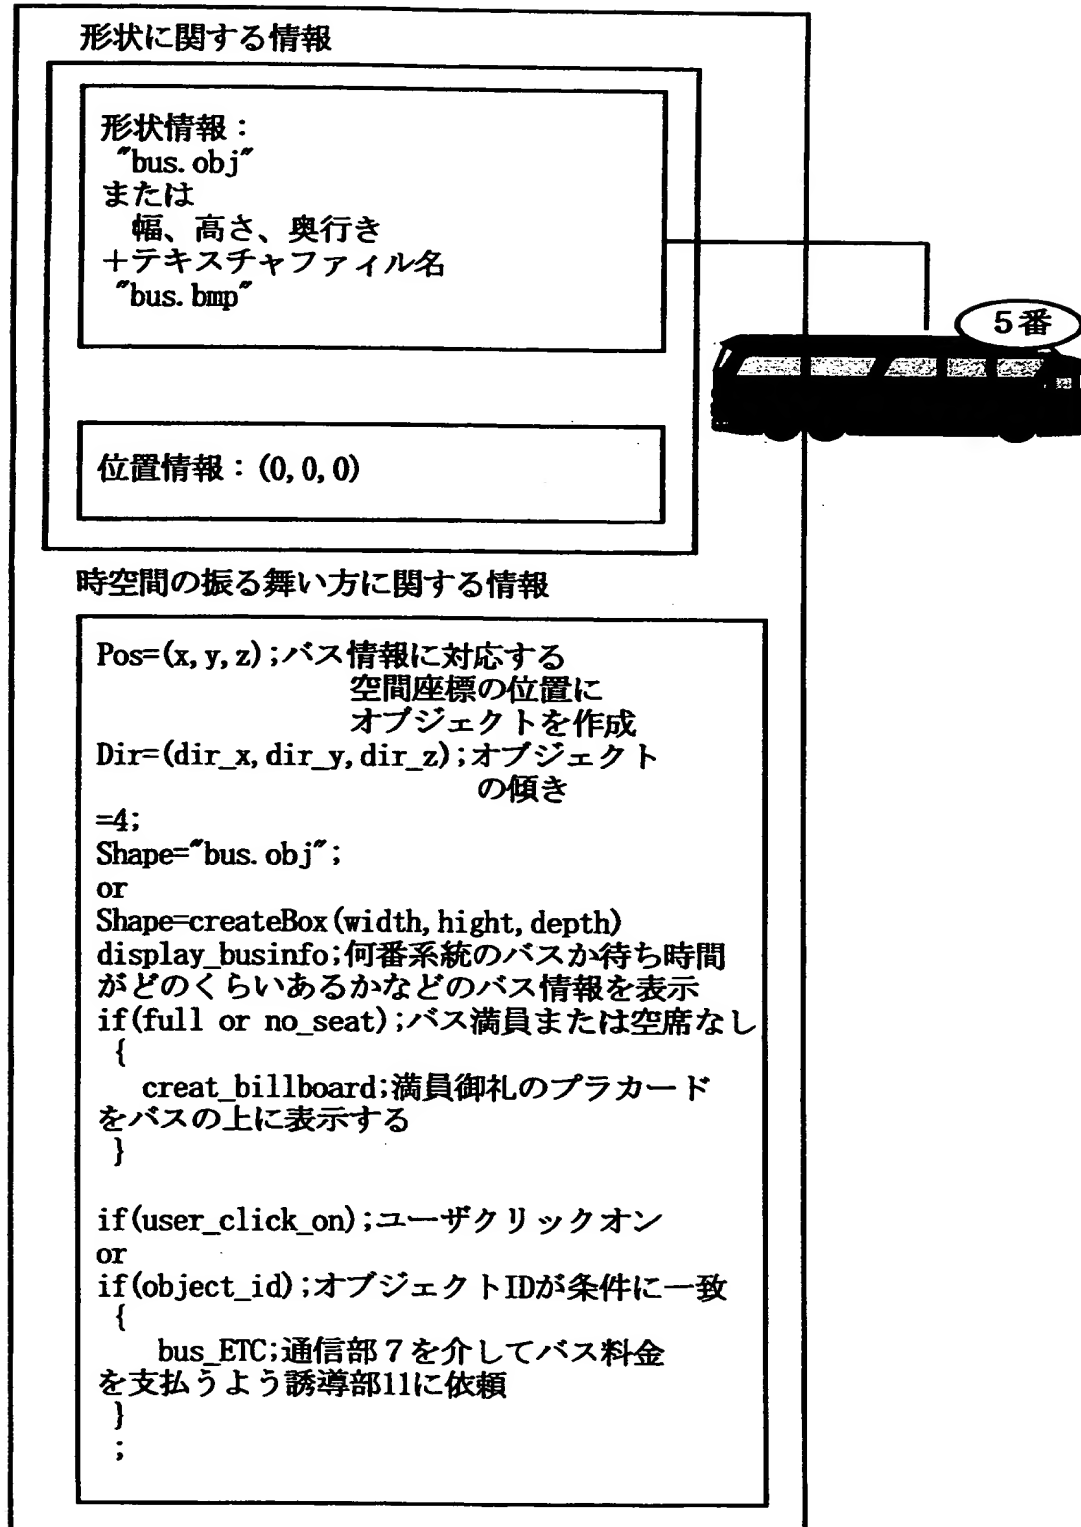 形状に関する情報
形状情報：
"bus.obj"
または
幅、高さ、奥行き
＋テキスチャファィル名
"bus.bmp"
5番
位置情報：(0,0,0)
時空間の振る舞い方に関する情報
Pos=(x,y,z);バス情報に対応する
空間座標の位置に
オブジェクトを作成
Dir=(dir_x,dir_y,dir_z);オブジェクト
の傾き
=4;
Shape="bus.obj";
or
Shape=createBox(width,hight,depth)
display_businfo;何番系統のバスか待ち時間
がどのくらいあるかなどのバス情報を表示
if(full or no_seat);バス満員または空席なし
{
creat_billboard;満員御礼のプラカード
をバスの上に表示する
}
if(user_click_on);ユーザクリックオン
or
if(object_id);オブジェクトIDが条件に一致
{
bus_ETC;通信部７を介してバス料金
を支払うよう誘導部11に依頼
}
;